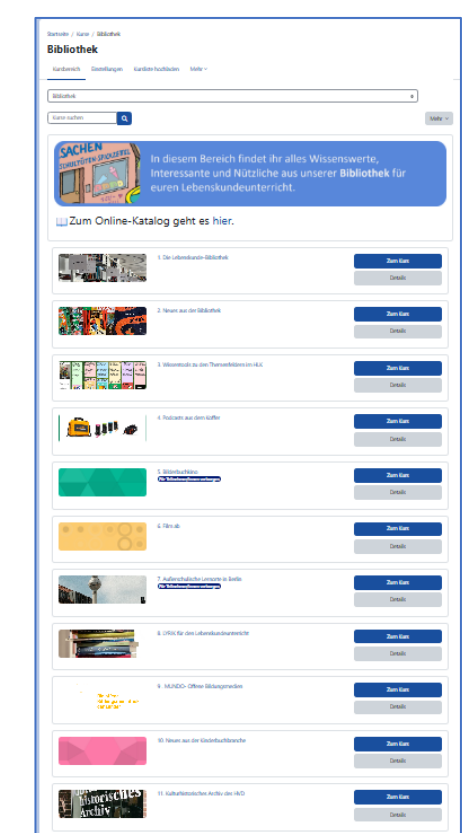 Startseite / Kurse / Bibliothek
Bibliothek
Kursbereich Einstellungen Mehr
Bibliothek
Kurse suchen
Mehr
SACHEN
In diesem Bereich findet ihr alles Wissenswerte,
Interessante und Nützliche aus unserer Bibliothek für
euren Lebenskundeunterricht.
Zum Online-Katalog geht es hier.
1. Die Lebenskunde-Bibliothek
Zum Kurs
Details
2. Neues aus der Bibliothek
Zum Kurs
Details
3. zu den Themenfeldern im
Zum Kurs
Details
4. Podcasts aus dem Koffer
Zum Kurs
Details
5. Bilderbuchkino
Zum Kurs
Details
6. Film ab
Zum Kurs
Details
7. Außerschulische Lernorte in Berlin
Zum Kurs
Details
8. LYRIK für den Lebenskundeunterricht
Zum Kurs
Details
9. MUNDO- Offene Bildungsmedien
Zum Kurs
Details
10. Neues aus der Kinderbuchbranche
Zum Kurs
Details
historisches
Archiv
11. Kulturhistorisches Archiv des HVD
Zum Kurs
Details